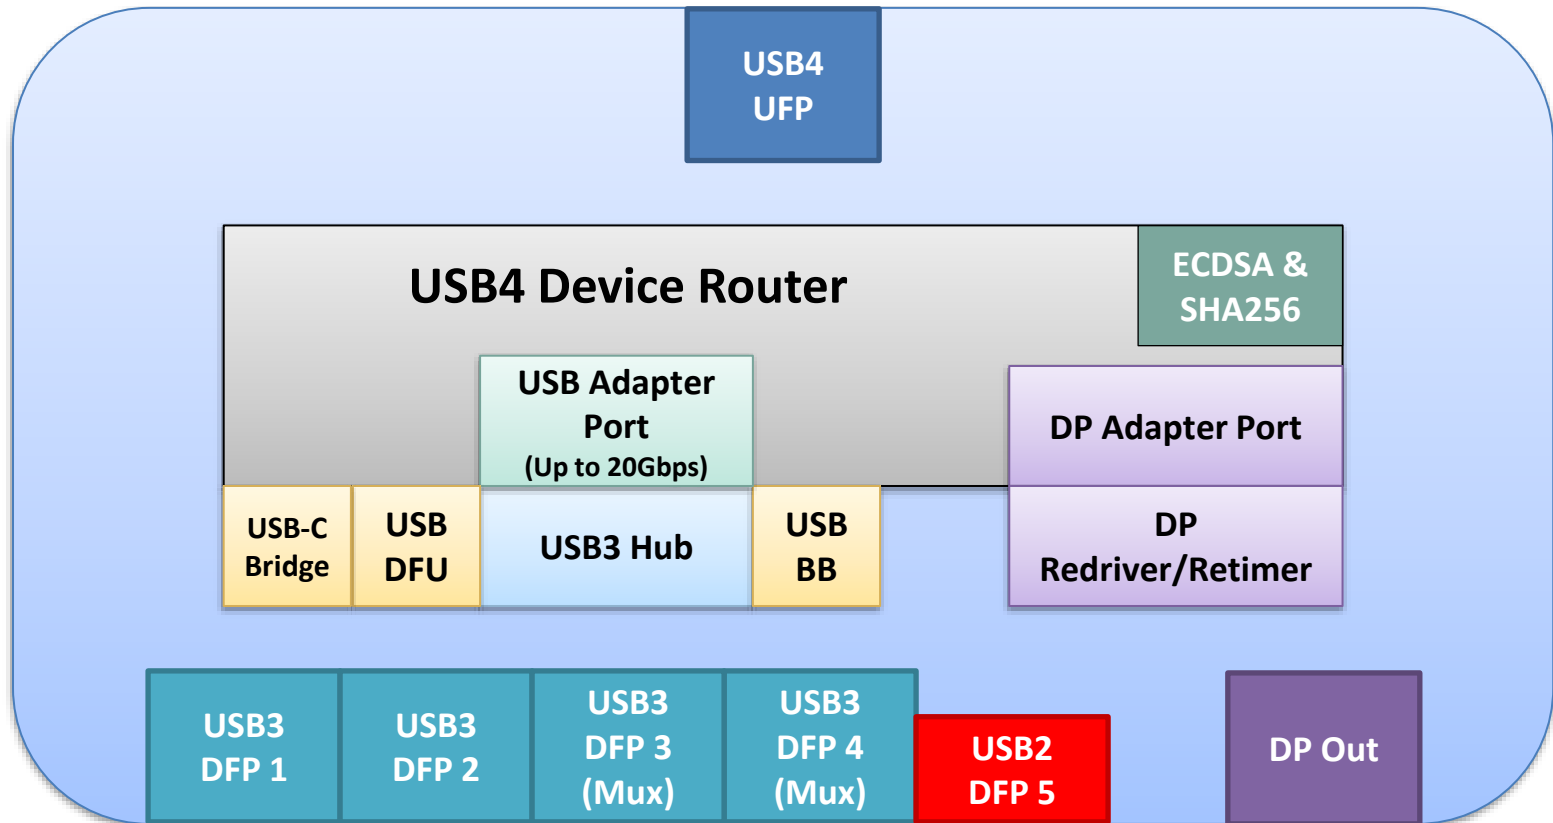 USB4
UFP
USB4 Device Router
ECDSA &
SHA256
USB Adapter
Port
(Up to 20Gbps)
DP Adapter Port
USB-C
Bridge
USB
DFU
USB3 Hub
USB
BB
DP
Redriver/Retimer
USB3
DFP 1
USB3
DFP 2
USB3
DFP 3
(Mux)
USB3
DFP 4
(Mux)
USB2
DFP 5
DP Out